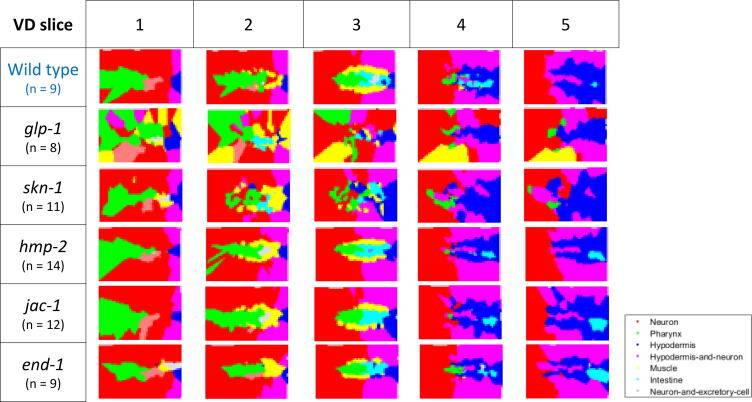 VD slice 1 2 3 4 5
Wild type
(n = 9)
glp-1
(n = 8)
skn-1
(n = 11)
hmp-2
(n = 14)
jac-1
(n = 12)
end-1
(n = 9)
Neuron
Pharynx
Hypodermis
Hypodermis-and-neuron
Muscle
Intestine
Neuron-and-excretory-cell